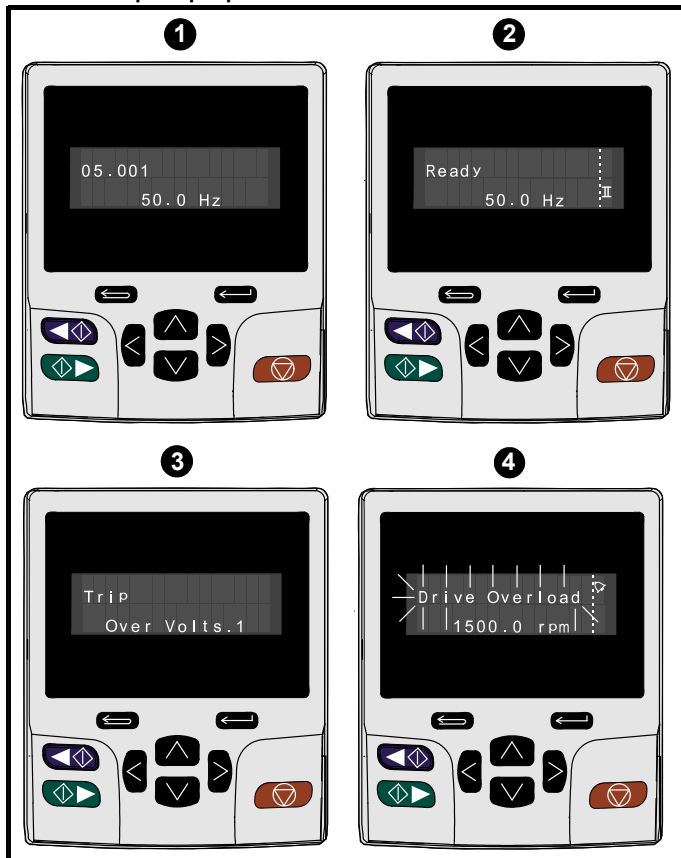 1
05.001
50.0 Hz
2
Ready
50.0 Hz
II
3
Trip
Over Volts.1
4
Drive Overload
1500.0 rpm